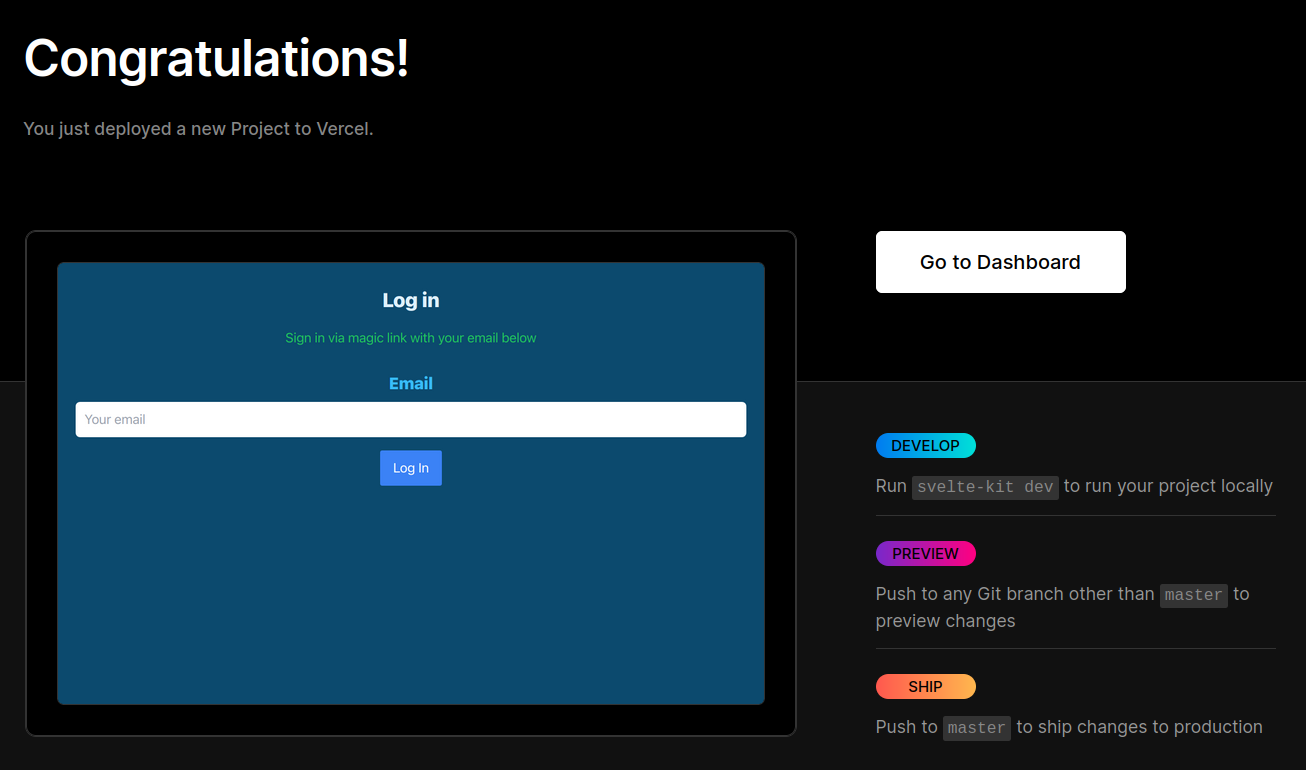 Congratulations!
You just deployed a new Project to Vercel.
Go to Dashboard
Log in
Sign in via magic link with your email below
Email
Your email
Log In
DEVELOP
Run svelte-kit dev to run your project locally
PREVIEW
Push to any Git branch other than master to
preview changes
SHIP
Push to master to ship changes to production